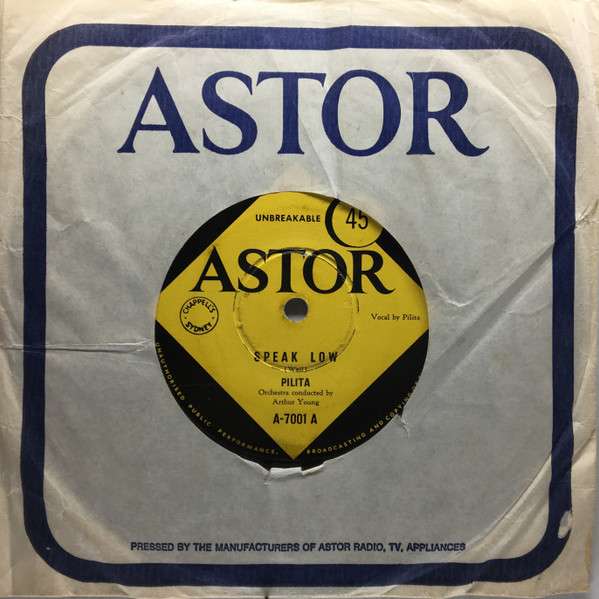 ASTOR
UNBREAKABLE 45
ASTOR
CHAPPELL'S
SYDNEY
Vocal by Pilita
SPEAK LOW
(Weill)
PILITA
Orchestra conducted by
Arthur Young
A-7001 A
UNAUTHORISED PUBLIC PERFORMANCE, BROADCASTING AND
PRESSED BY THE MANUFACTURERS OF ASTOR RADIO, TV, APPLIANCES